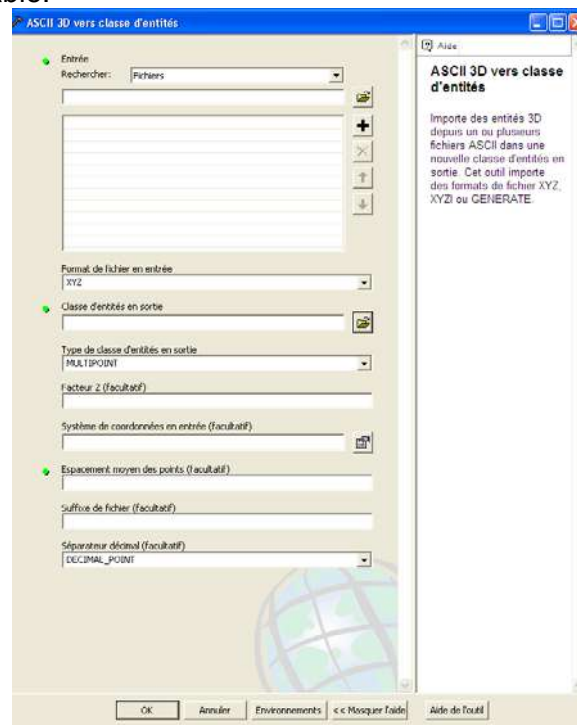 able.
ASCII 3D vers classe d'entités
Entrée
Rechercher: Fichiers
Format de fichier en entrée
XYZ
Classe d'entités en sortie
Type de classe d'entités en sortie
MULTIPOINT
Facteur Z (facultatif)
Système de coordonnées en entrée (facultatif)
Espacement moyen des points (facultatif)
Suffixe de fichier (facultatif)
Séparateur décimal (facultatif)
DECIMAL_POINT
OK Annuler Environnements << Masquer l'aide
Aide
ASCII 3D vers classe
d'entités
Importe des entités 3D
depuis un ou plusieurs
fichiers ASCII dans une
nouvelle classe d'entités en
sortie. Cet outil importe
des formats de fichier XYZ,
XYZI ou GENERATE.
Aide de l'outil